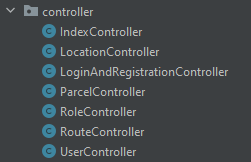 controller
IndexController
LocationController
LoginAndRegistrationController
ParcelController
RoleController
RouteController
UserController